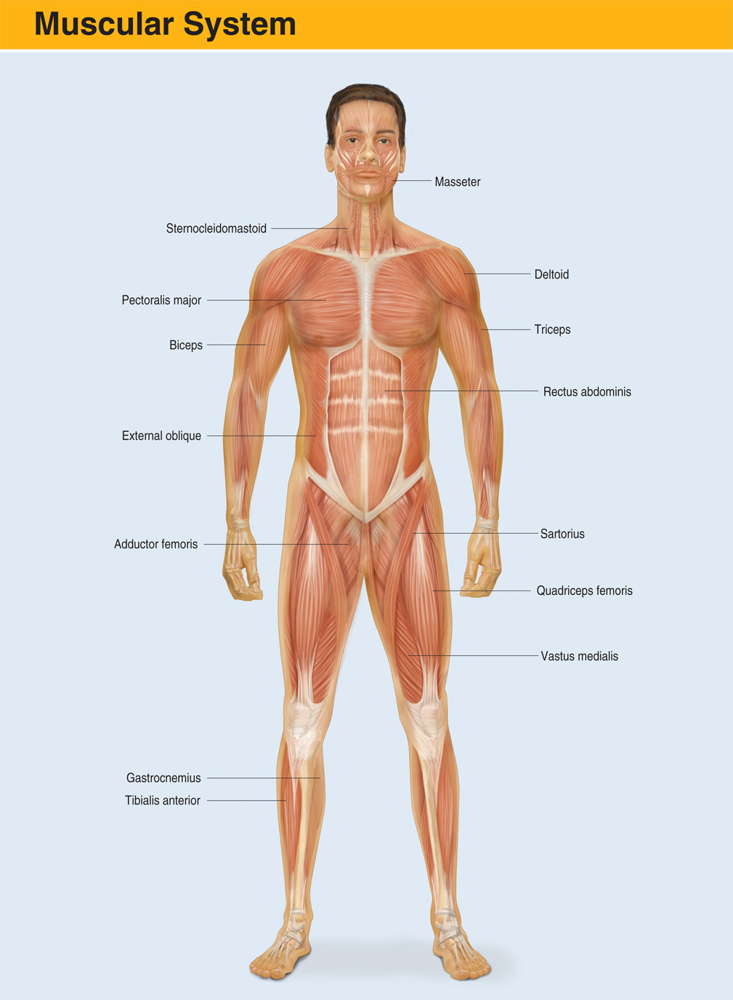 Muscular System
Masseter
Sternocleidomastoid
Deltoid
Pectoralis major
Triceps
Biceps
Rectus abdominis
External oblique
Sartorius
Adductor femoris
Quadriceps femoris
Vastus medialis
Gastrocnemius
Tibialis anterior